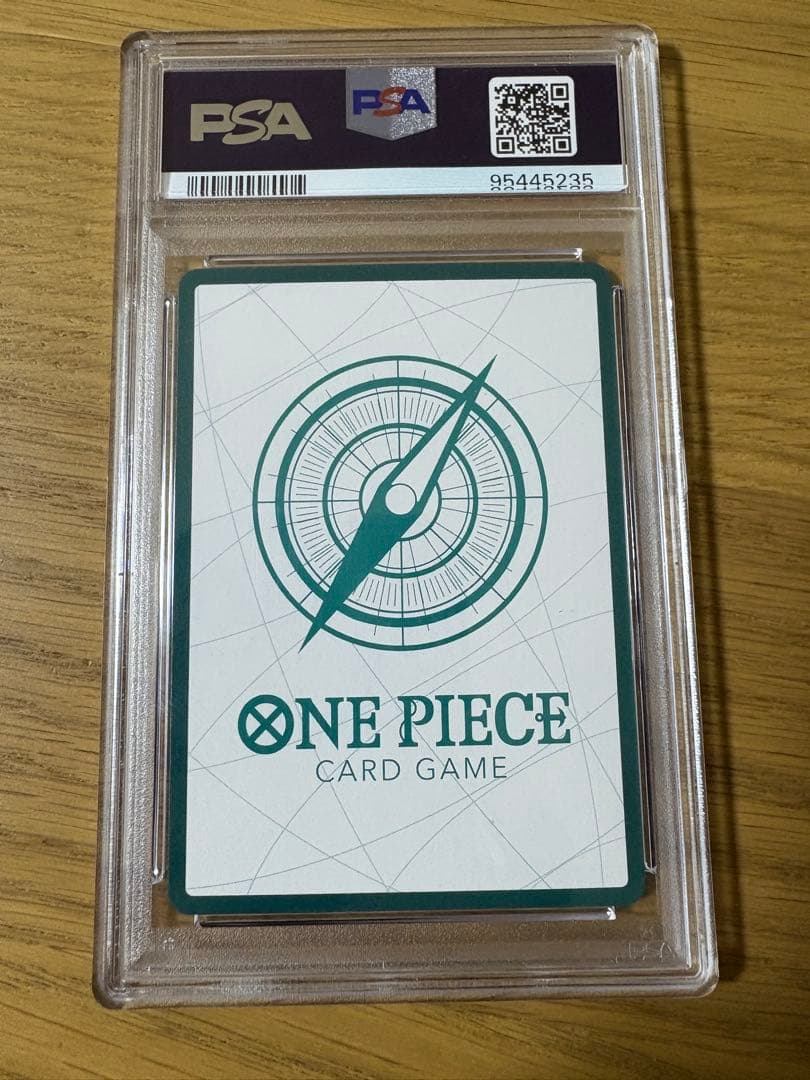 PSA
PSA
95445235
ONE PIECE
CARD GAME